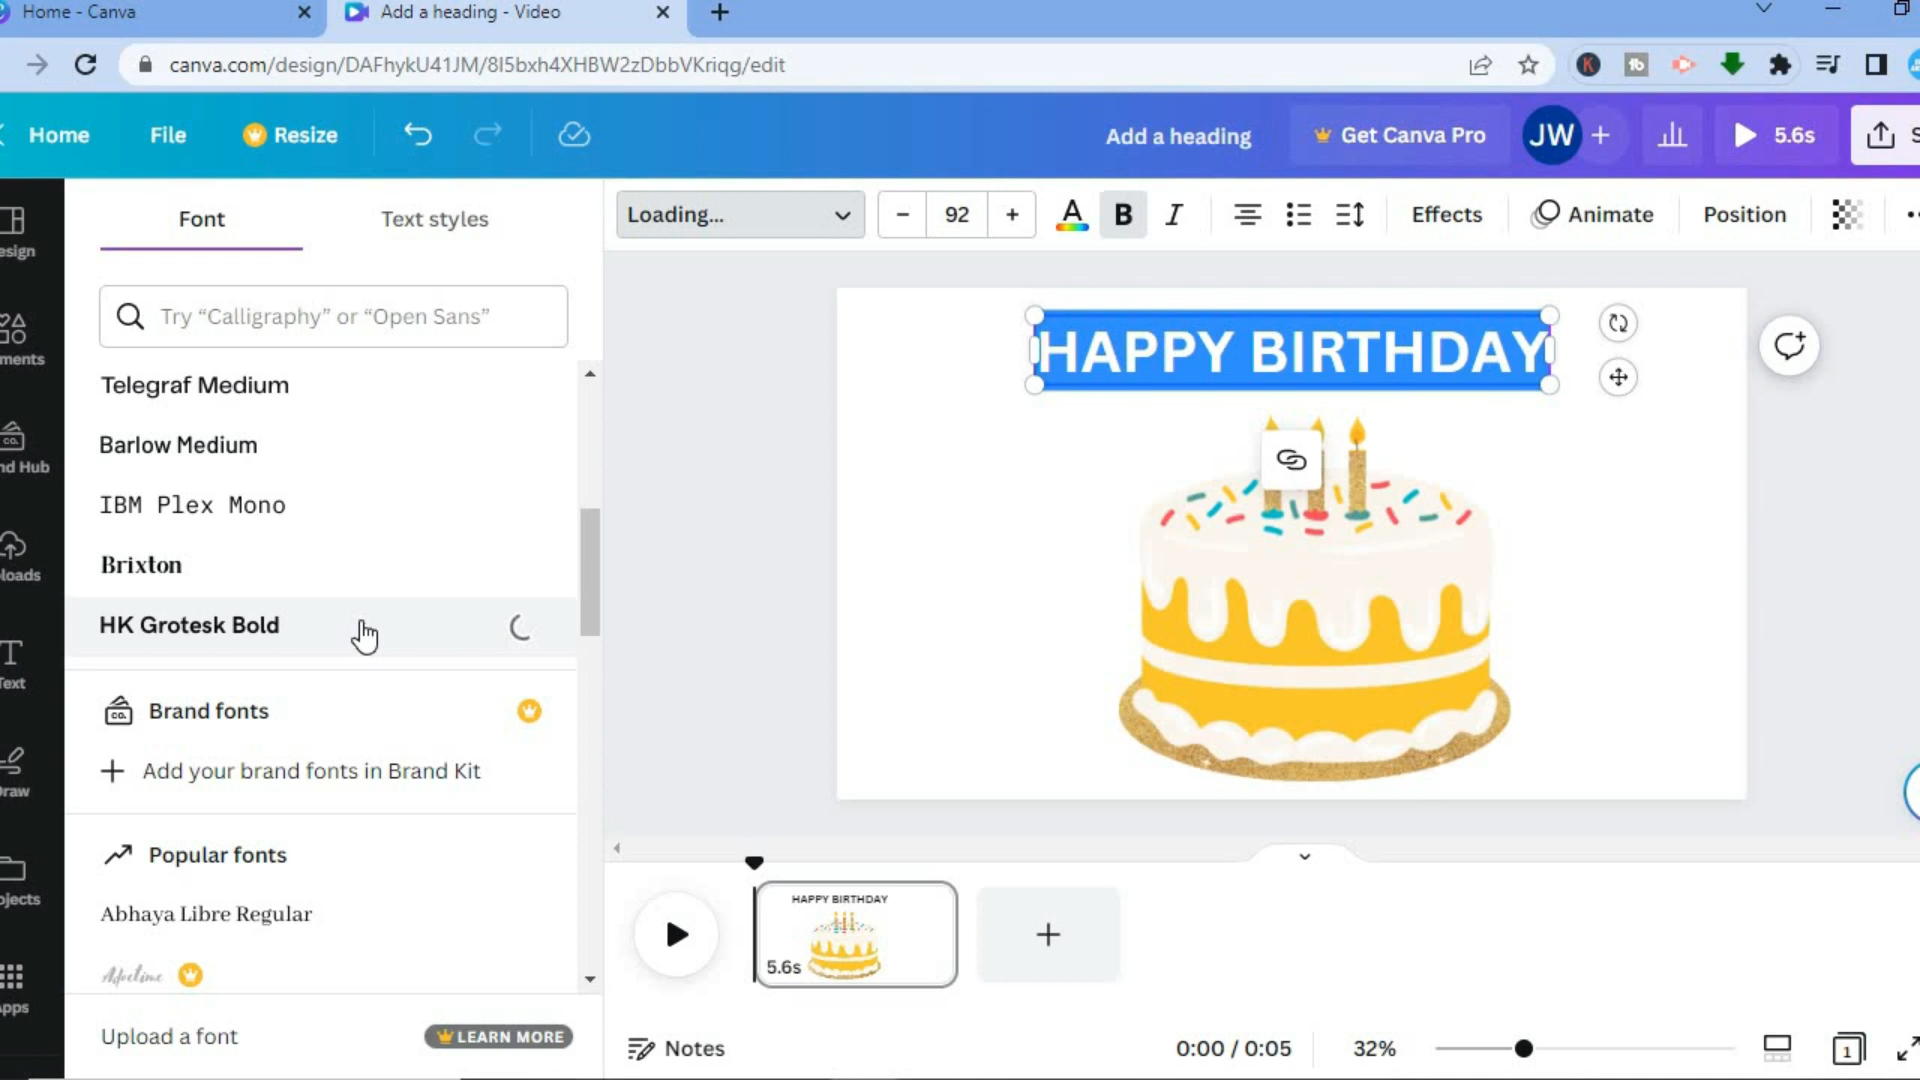 Home - Canva
Add a heading - Video
canva.com/design/DAFhykU41JM/8I5bxh4XHBW2zDbbVKriqg/edit
Home
File
Resize
Add a heading
Get Canva Pro
JW
5.6s
S
esign
ments
nd Hub
loads
Text
raw
ojects
pps
Font
Text styles
Try “Calligraphy” or “Open Sans”
Telegraf Medium
Barlow Medium
IBM Plex Mono
Brixton
HK Grotesk Bold
CO.
Brand fonts
Add your brand fonts in Brand Kit
Popular fonts
Abhaya Libre Regular
Upload a font
LEARN MORE
Loading...
92
A
B
I
Effects
Animate
Position
HAPPY BIRTHDAY
HAPPY BIRTHDAY
5.6s
Notes
0:00 / 0:05
32%
1